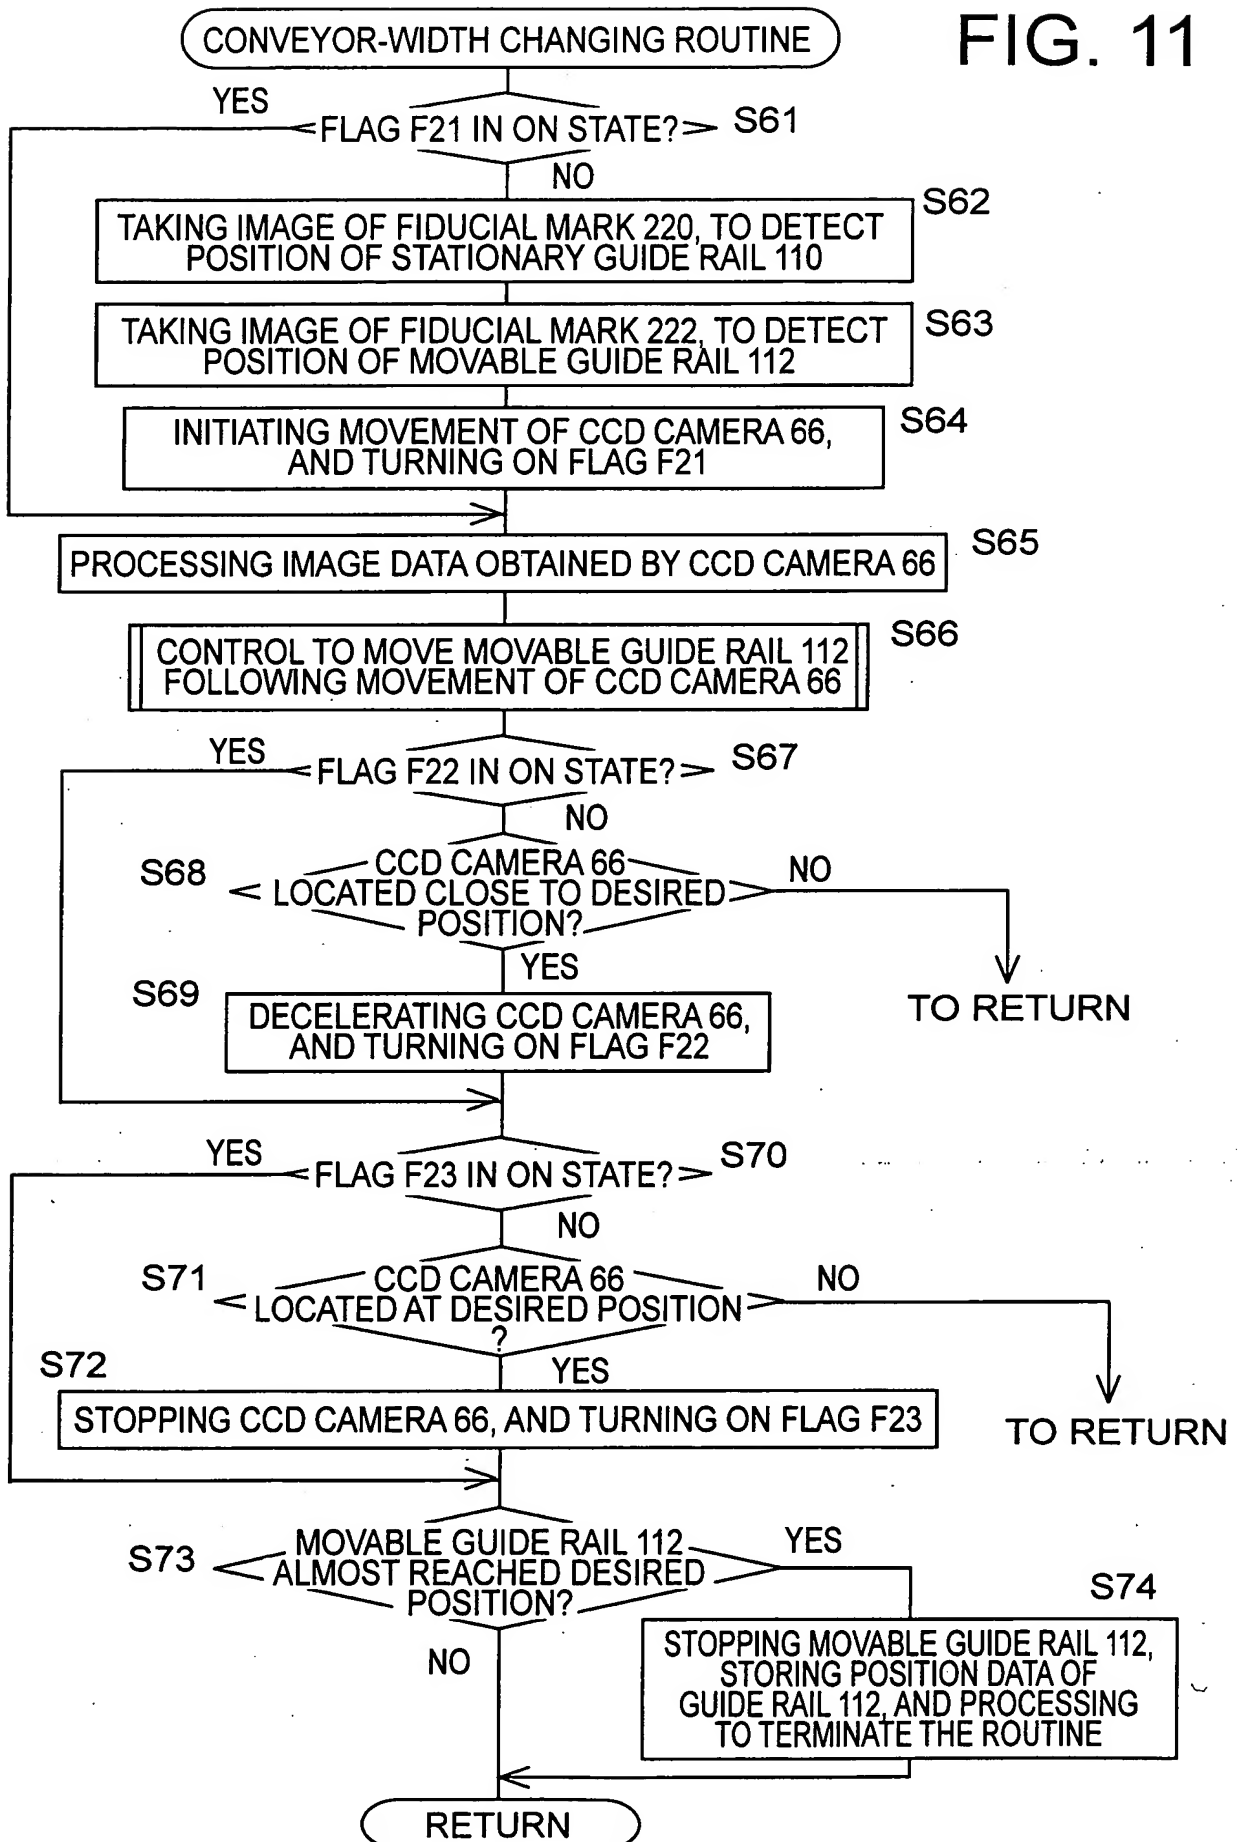 FIG. 11
CONVEYOR-WIDTH CHANGING ROUTINE
YES
FLAG F21 IN ON STATE?
S61
NO
S62
TAKING IMAGE OF FIDUCIAL MARK 220, TO DETECT
POSITION OF STATIONARY GUIDE RAIL 110
S63
TAKING IMAGE OF FIDUCIAL MARK 222, TO DETECT
POSITION OF MOVABLE GUIDE RAIL 112
S64
INITIATING MOVEMENT OF CCD CAMERA 66,
AND TURNING ON FLAG F21
S65
PROCESSING IMAGE DATA OBTAINED BY CCD CAMERA 66
S66
CONTROL TO MOVE MOVABLE GUIDE RAIL 112
FOLLOWING MOVEMENT OF CCD CAMERA 66
YES
FLAG F22 IN ON STATE?
S67
NO
S68
CCD CAMERA 66
LOCATED CLOSE TO DESIRED
POSITION?
NO
TO RETURN
YES
S69
DECELERATING CCD CAMERA 66,
AND TURNING ON FLAG F22
YES
FLAG F23 IN ON STATE?
S70
NO
S71
CCD CAMERA 66
LOCATED AT DESIRED POSITION
?
NO
TO RETURN
YES
S72
STOPPING CCD CAMERA 66, AND TURNING ON FLAG F23
S73
MOVABLE GUIDE RAIL 112
ALMOST REACHED DESIRED
POSITION?
YES
S74
STOPPING MOVABLE GUIDE RAIL 112,
STORING POSITION DATA OF
GUIDE RAIL 112, AND PROCESSING
TO TERMINATE THE ROUTINE
NO
RETURN